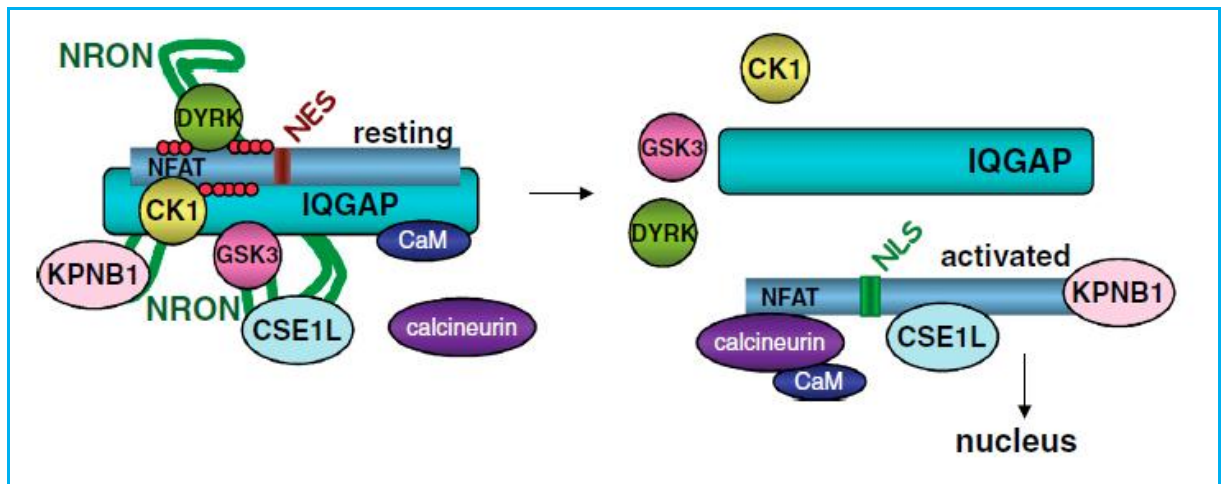 NRON
DYRK
NES
resting
NFAT
CK1
IQGAP
CaM
GSK3
KPNB1
NRON
CSE1L
calcineurin
CK1
GSK3
IQGAP
DYRK
NLS
activated
NFAT
KPNB1
calcineurin
CSE1L
CaM
nucleus